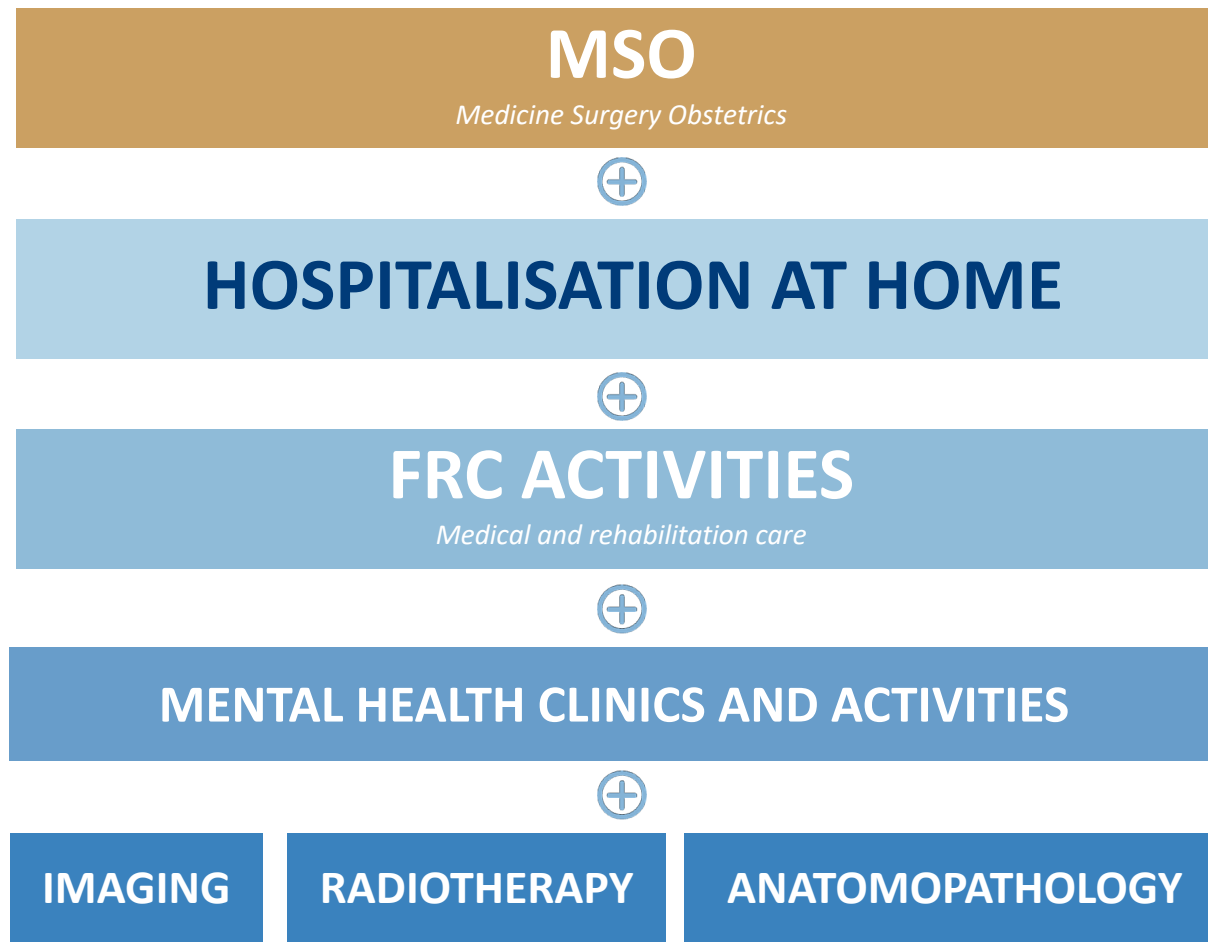 MSO
Medicine Surgery Obstetrics
HOSPITALISATION AT HOME
FRC ACTIVITIES
Medical and rehabilitation care
MENTAL HEALTH CLINICS AND ACTIVITIES
IMAGING
RADIOTHERAPY
ANATOMOPATHOLOGY